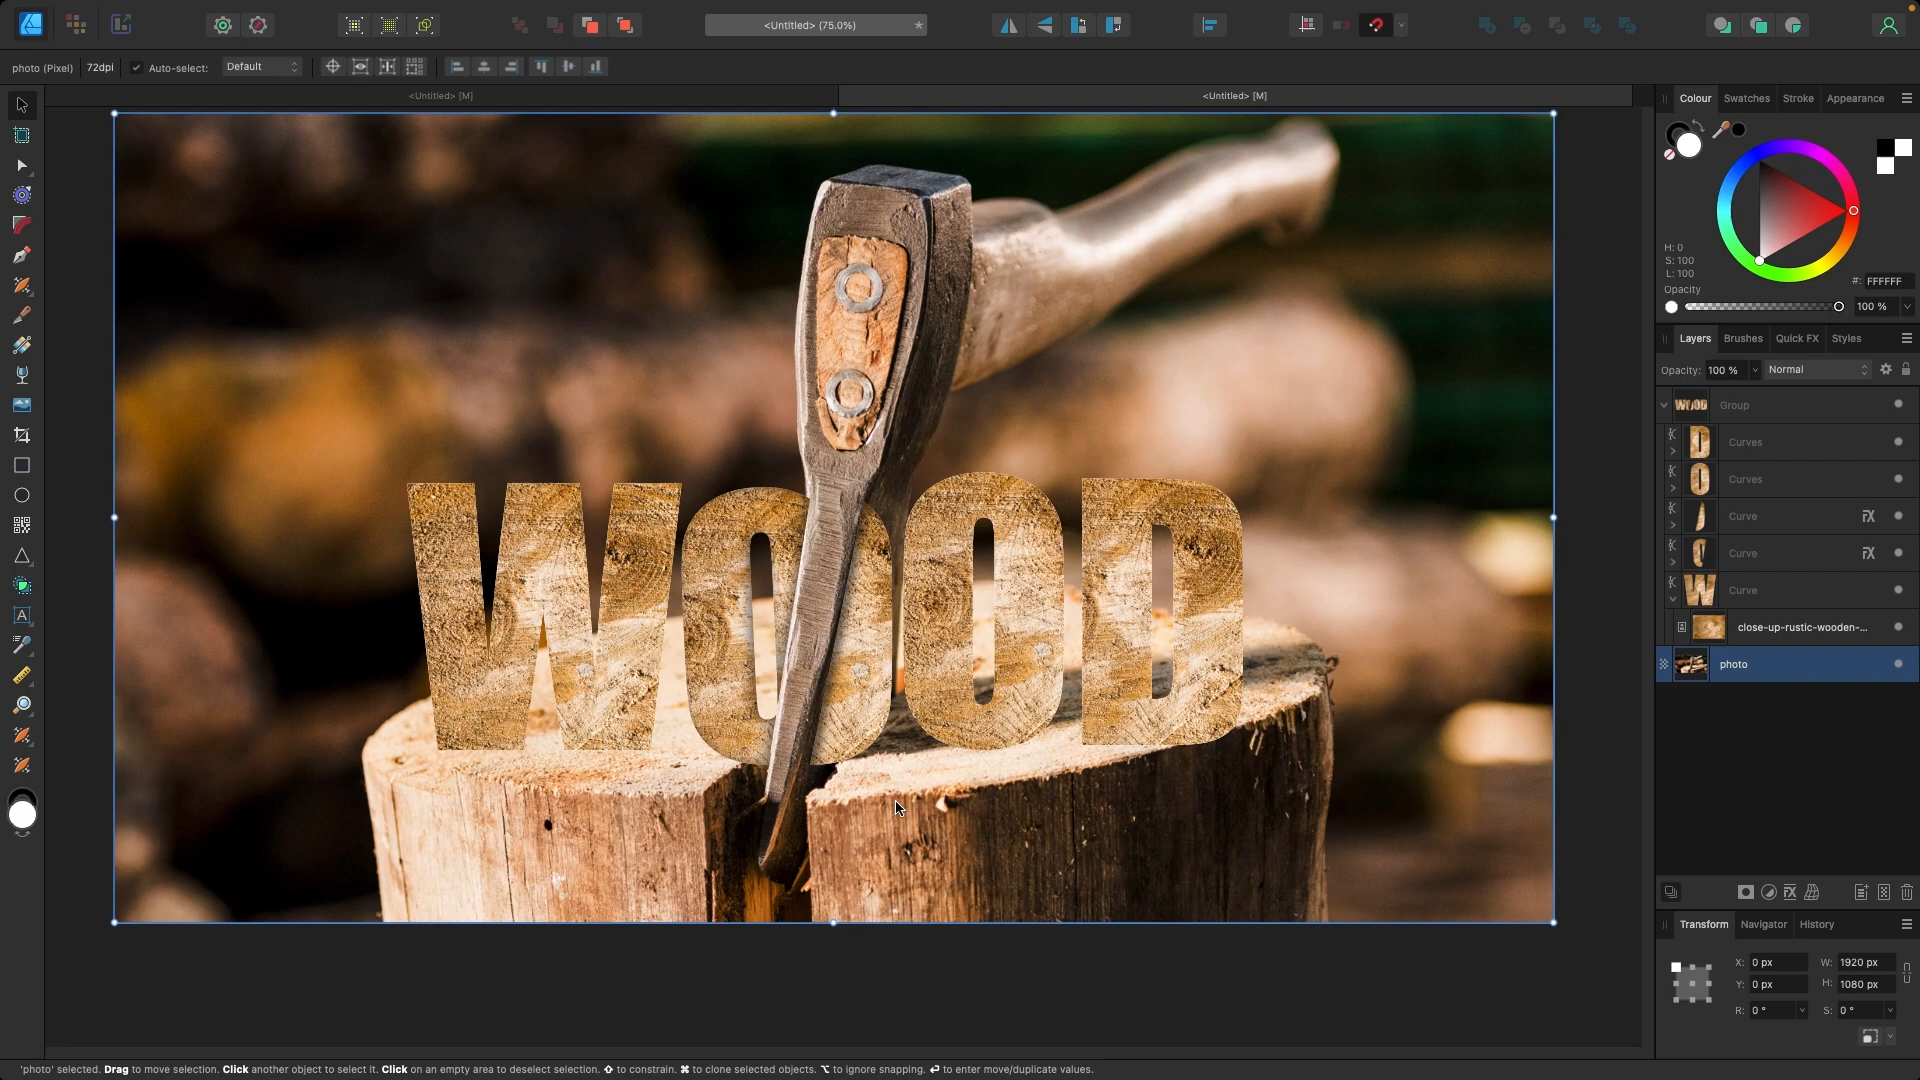 <Untitled> (75.0%)
*
photo (Pixel)
72dpi
Auto-select:
Default
<Untitled> [M]
<Untitled> [M]
WOOD
Colour
Swatches
Stroke
Appearance
H: 0
S: 100
L: 100
#: FFFFFF
Opacity
100 %
Layers
Brushes
Quick FX
Styles
Opacity: 100 %
Normal
WOOD
Group
D
Curves
O
Curves
Curve
FX
Curve
FX
W
Curve
close-up-rustic-wooden-...
photo
Transform
Navigator
History
X: 0 px
W: 1920 px
Y: 0 px
H: 1080 px
R: 0 °
S: 0 °
'photo' selected. Drag to move selection. Click another object to select it. Click on an empty area to deselect selection. ⇧ to constrain. ⌘ to clone selected objects. ⌥ to ignore snapping. ↵ to enter move/duplicate values.